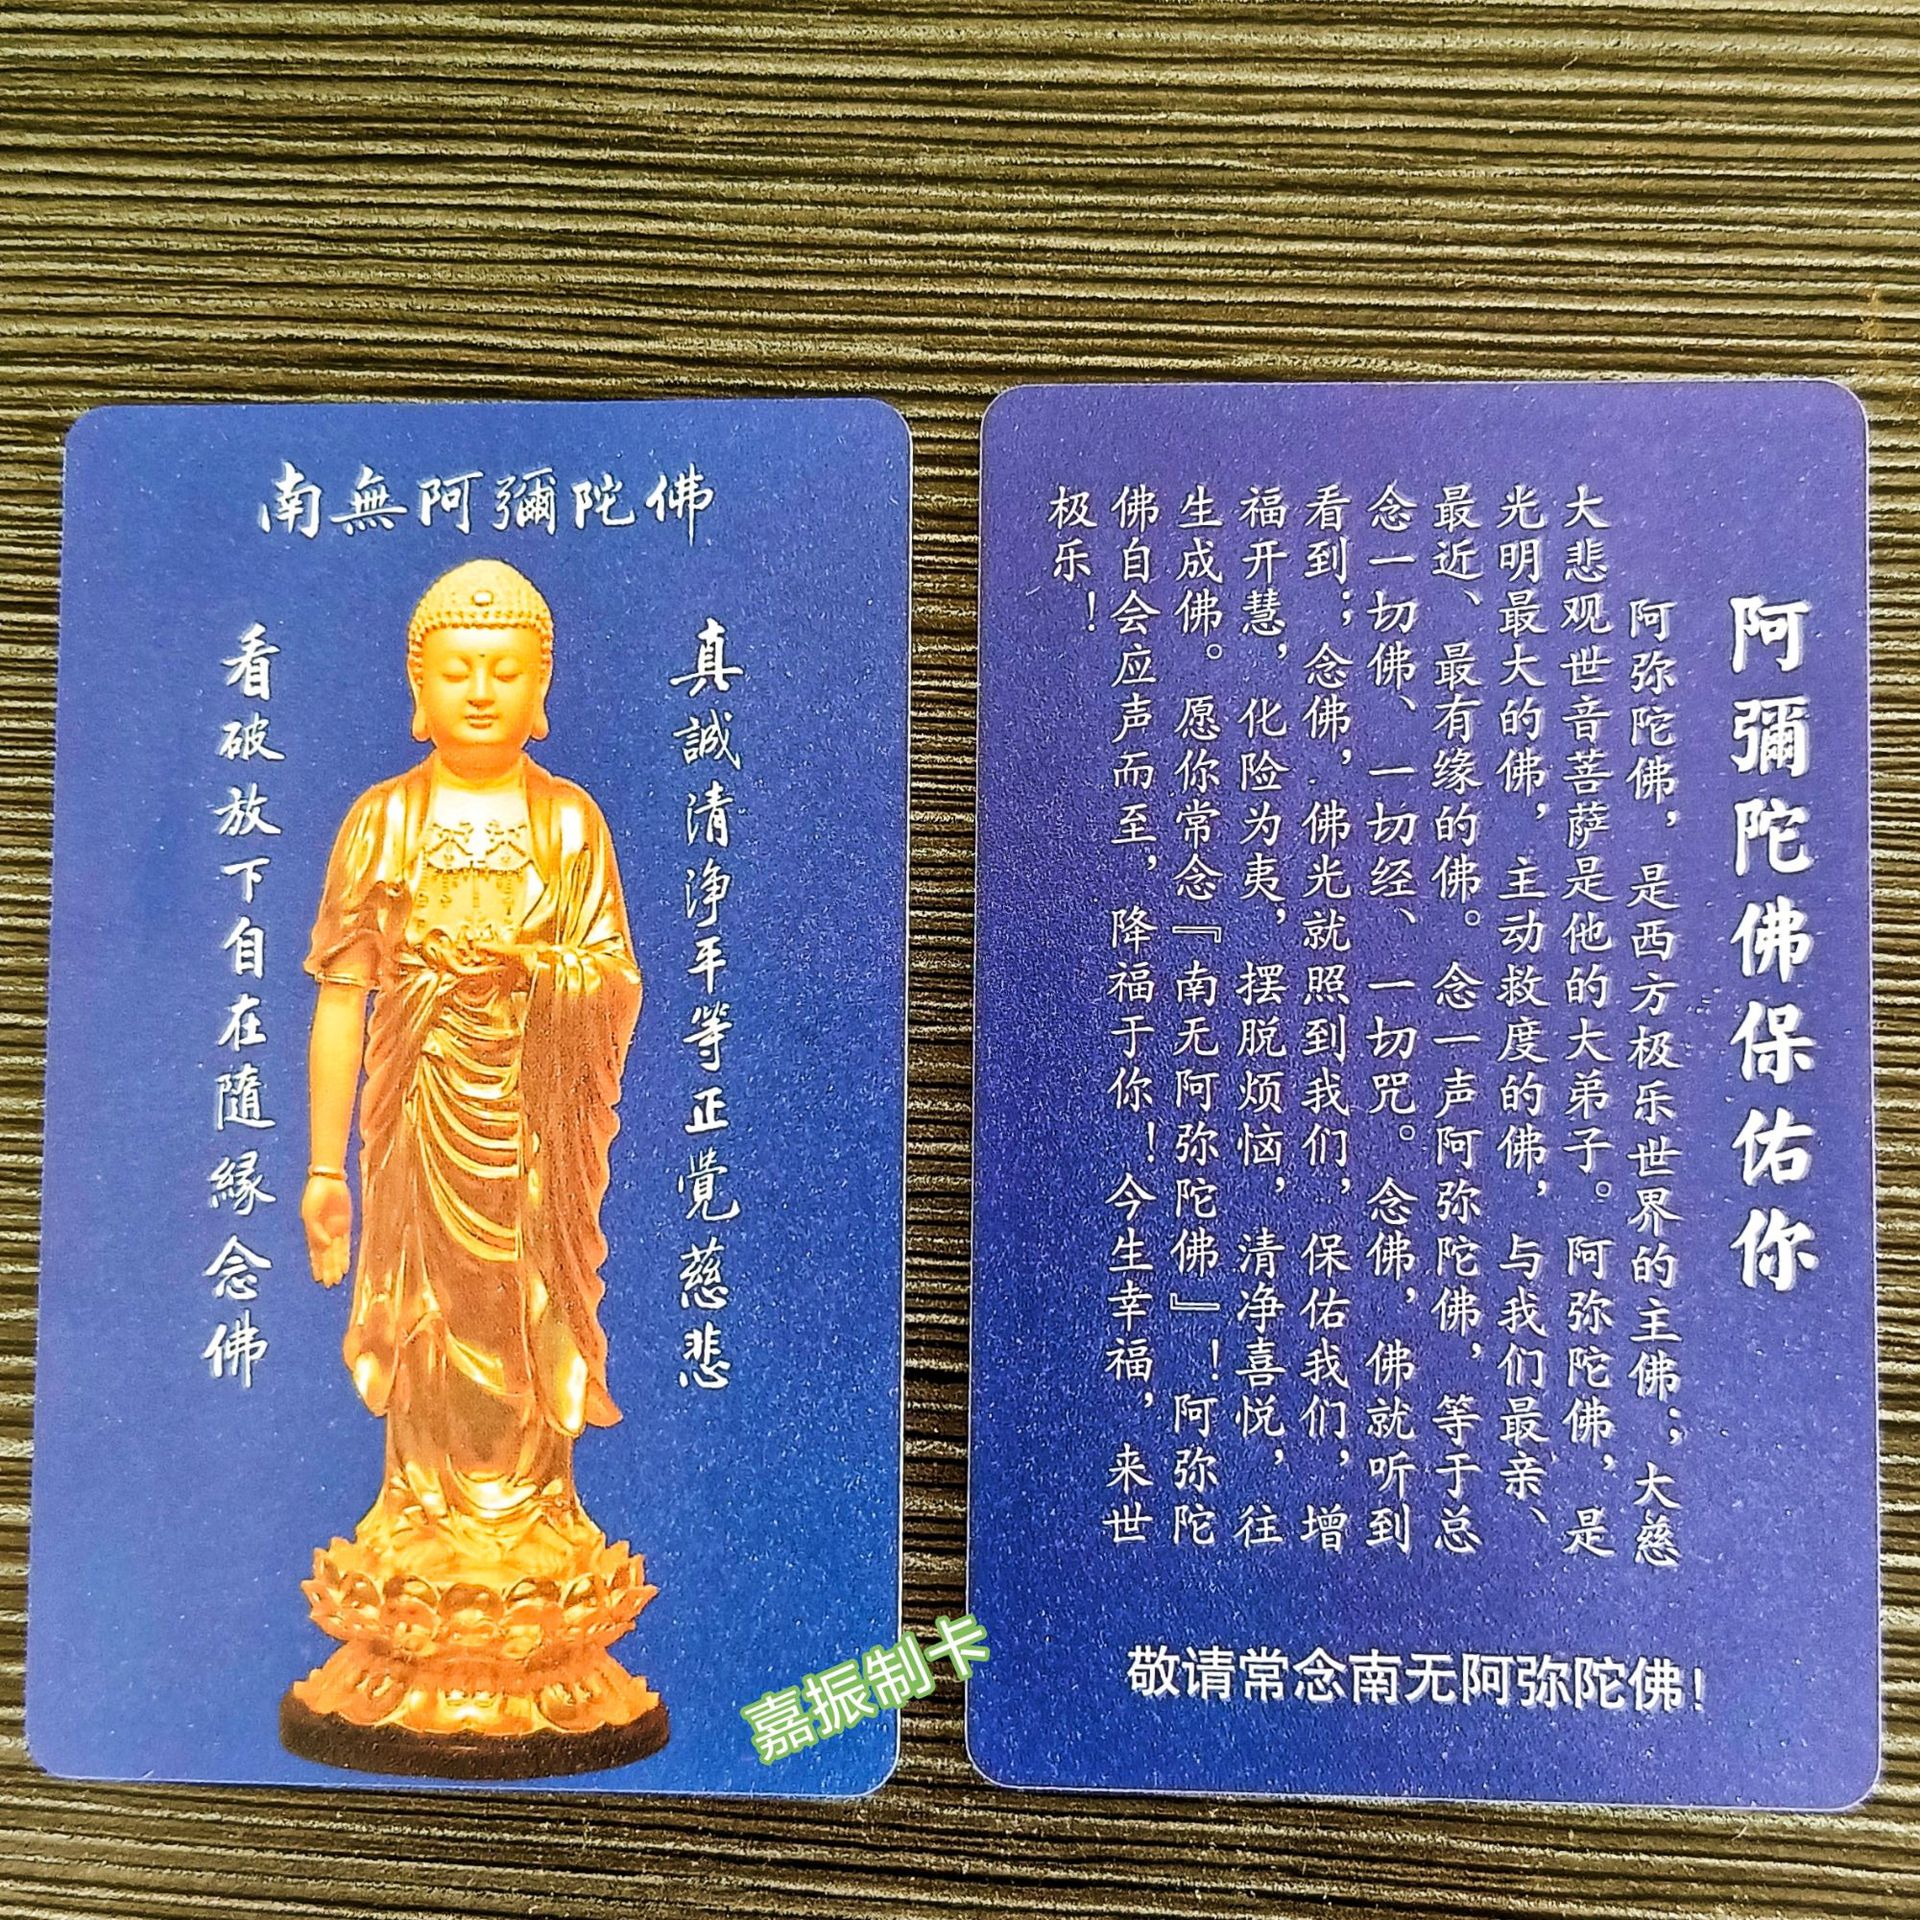 南無阿彌陀佛
真誠清淨平等正覺慈悲
看破放下自在隨緣念佛
阿彌陀佛保佑你
阿弥陀佛，是西方极乐世界的主佛；大慈
大悲观世音菩萨是他的大弟子。阿弥陀佛，是
光明最大的佛，主动救度的佛，与我们最亲、
最近、最有缘的佛。念一声阿弥陀佛，等于总
念一切佛、一切经、一切咒。念佛，佛就听到
看到；念佛，佛光就照到我们，保佑我们，增
福开慧，化险为夷，摆脱烦恼，清净喜悦，往
生成佛。愿你常念『南无阿弥陀佛』！阿弥陀
佛自会应声而至，降福于你！今生幸福，来世
极乐！
敬请常念南无阿弥陀佛！
嘉振制卡